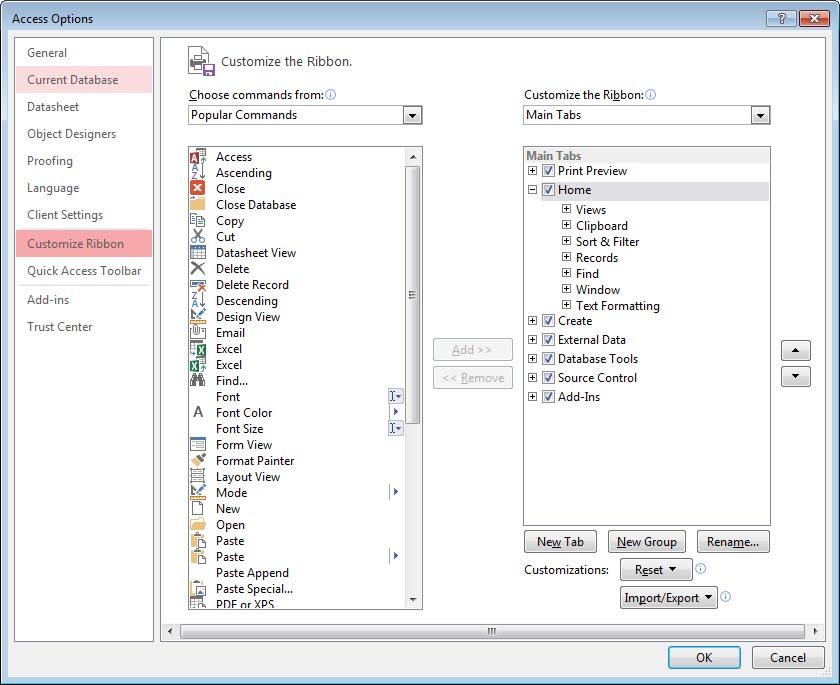 Access Options
General
Current Database
Datasheet
Object Designers
Proofing
Language
Client Settings
Customize Ribbon
Quick Access Toolbar
Add-ins
Trust Center
Customize the Ribbon.
Choose commands from:
Popular Commands
Access
Ascending
Close
Close Database
Copy
Cut
Datasheet View
Delete
Delete Record
Descending
Design View
Email
Excel
Excel
Find...
Font
Font Color
Font Size
Form View
Format Painter
Layout View
Mode
New
Open
Paste
Paste
Paste Append
Paste Special...
PDF or XPS
Add >>
<< Remove
Customize the Ribbon:
Main Tabs
Main Tabs
Print Preview
Home
Views
Clipboard
Sort & Filter
Records
Find
Window
Text Formatting
Create
External Data
Database Tools
Source Control
Add-Ins
New Tab
New Group
Rename...
Customizations:
Reset
Import/Export
OK
Cancel